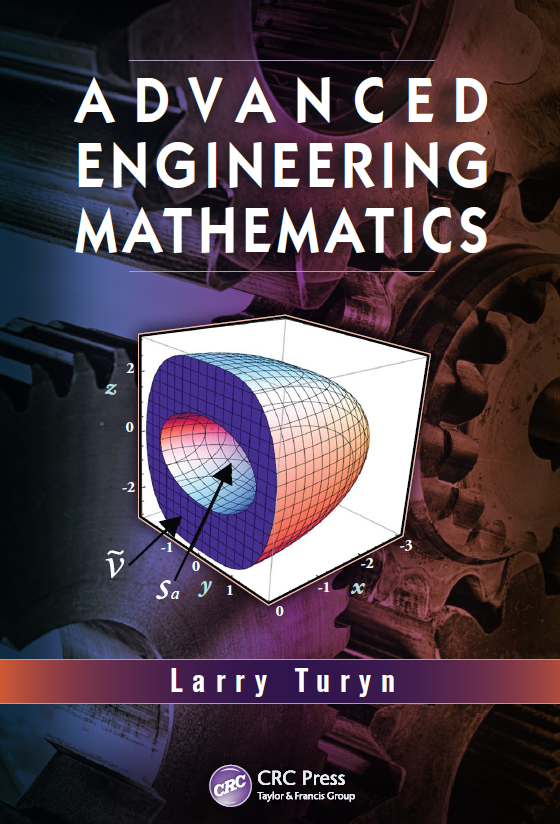 ADVANCED
ENGINEERING
MATHEMATICS
z
2
0
-2
-1
0
1
y
0
-1
-2
-3
x
ṽ
Sa
Larry Turyn
CRC
CRC Press
Taylor & Francis Group